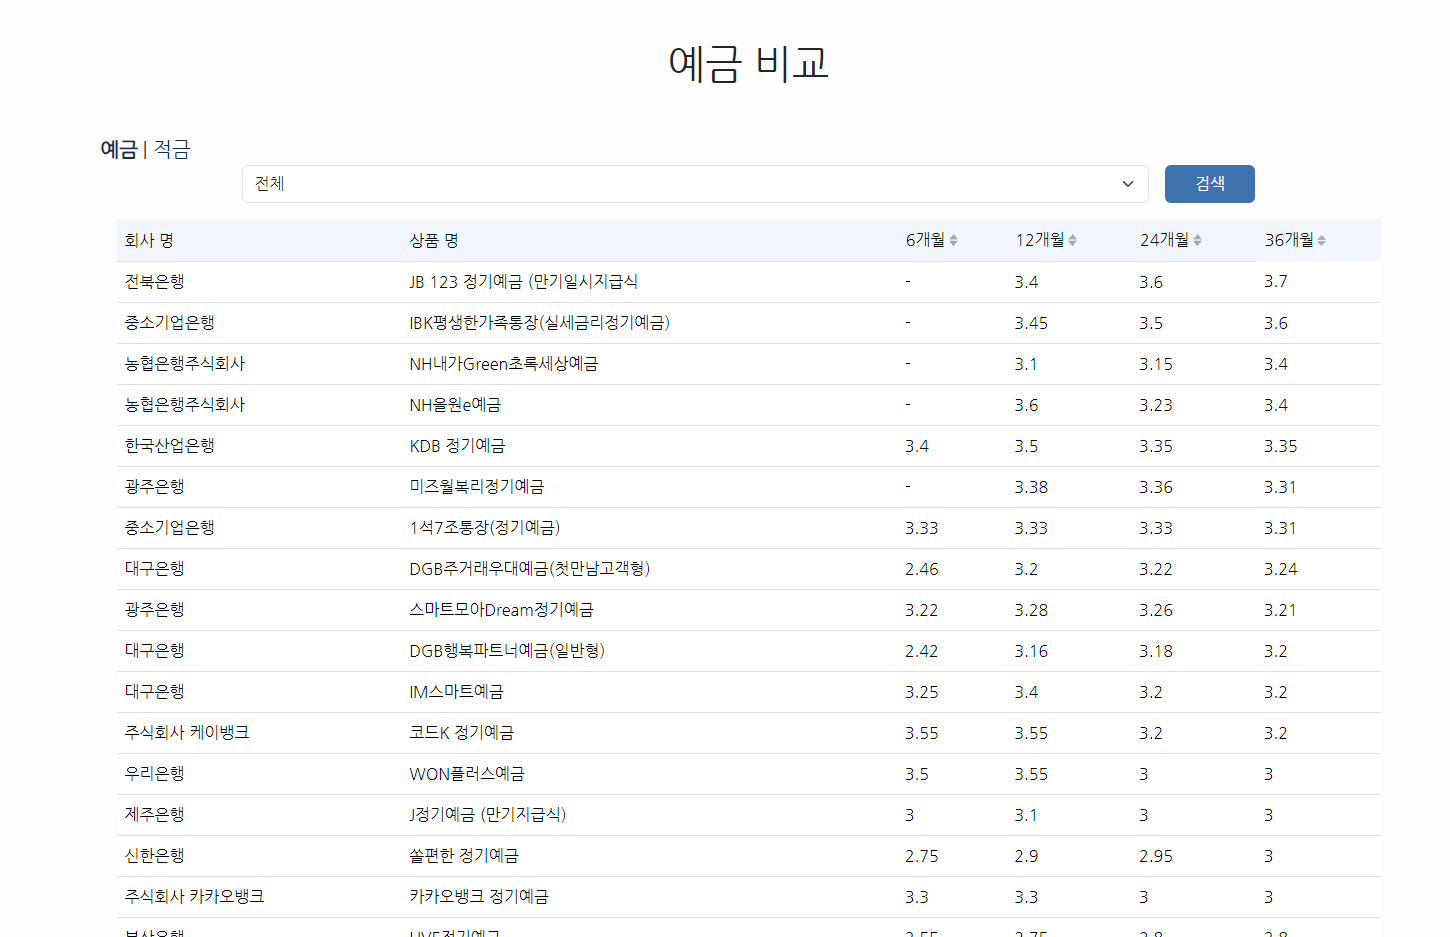 예금 비교
예금 | 적금
전체
검색
회사 명 상품 명 6개월 12개월 24개월 36개월
전북은행 JB 123 정기예금 (만기일시지급식 - 3.4 3.6 3.7
중소기업은행 IBK평생한가족통장(실세금리정기예금) - 3.45 3.5 3.6
농협은행주식회사 NH내가Green초록세상예금 - 3.1 3.15 3.4
농협은행주식회사 NH올원e예금 - 3.6 3.23 3.4
한국산업은행 KDB 정기예금 3.4 3.5 3.35 3.35
광주은행 미즈월복리정기예금 - 3.38 3.36 3.31
중소기업은행 1석7조통장(정기예금) 3.33 3.33 3.33 3.31
대구은행 DGB주거래우대예금(첫만남고객형) 2.46 3.2 3.22 3.24
광주은행 스마트모아Dream정기예금 3.22 3.28 3.26 3.21
대구은행 DGB행복파트너예금(일반형) 2.42 3.16 3.18 3.2
대구은행 IM스마트예금 3.25 3.4 3.2 3.2
주식회사 케이뱅크 코드K 정기예금 3.55 3.55 3.2 3.2
우리은행 WON플러스예금 3.5 3.55 3 3
제주은행 J정기예금 (만기지급식) 3 3.1 3 3
신한은행 쏠편한 정기예금 2.75 2.9 2.95 3
주식회사 카카오뱅크 카카오뱅크 정기예금 3.3 3.3 3 3